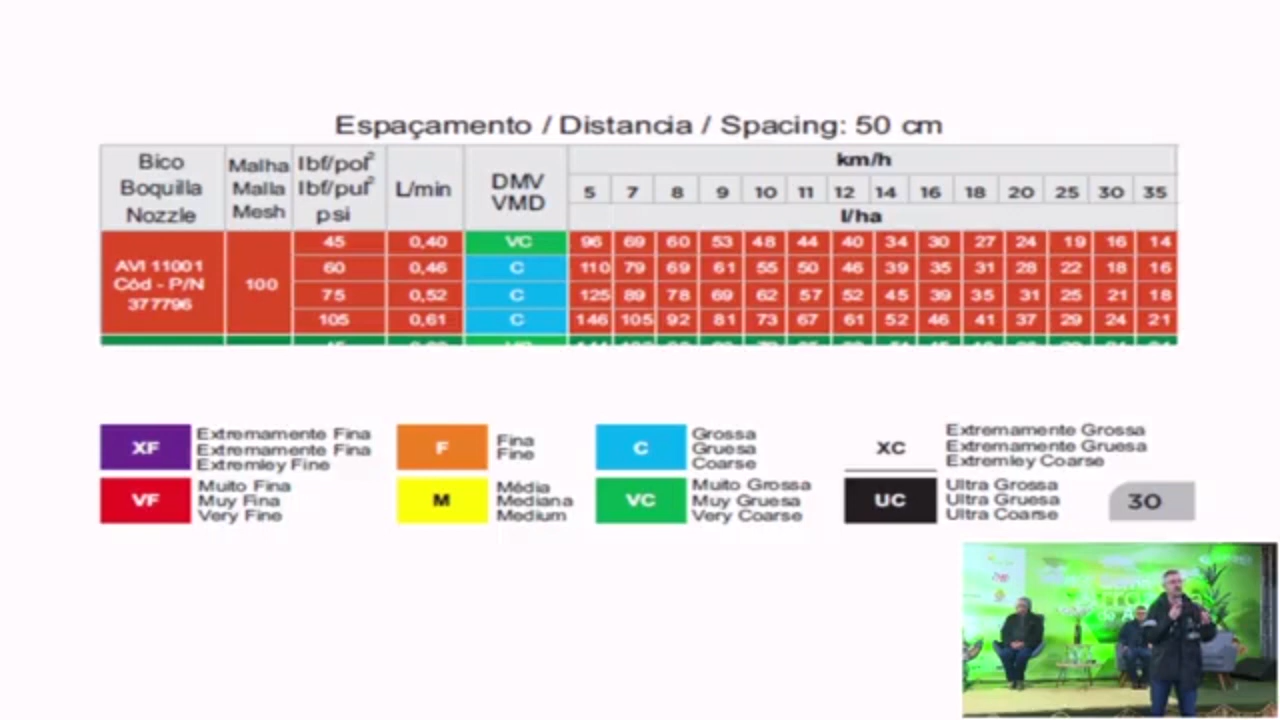 Espaçamento / Distancia / Spacing: 50 cm
Bico
Boquilla
Nozzle
Malha
Malla
Mesh
lbf/pol²
lbf/pul²
psi
L/min
DMV
VMD
km/h
5 7 8 9 10 11 12 14 16 18 20 25 30 35
l/ha
AVI 11001
Cód - P/N
377796
100
45 0,40 VC 96 69 60 53 48 44 40 34 30 27 24 19 16 14
60 0,46 C 110 79 69 61 55 50 46 39 35 31 28 22 18 16
75 0,52 C 125 89 78 69 62 57 52 45 39 35 31 25 21 18
105 0,61 C 146 105 92 81 73 67 61 52 46 41 37 29 24 21
XF
Extremamente Fina
Extremamente Fina
Extremley Fine
F
Fina
Fine
C
Grossa
Gruesa
Coarse
XC
Extremamente Grossa
Extremamente Gruesa
Extremley Coarse
VF
Muito Fina
Muy Fina
Very Fine
M
Média
Mediana
Medium
VC
Muito Grossa
Muy Gruesa
Very Coarse
UC
Ultra Grossa
Ultra Gruesa
Ultra Coarse
30